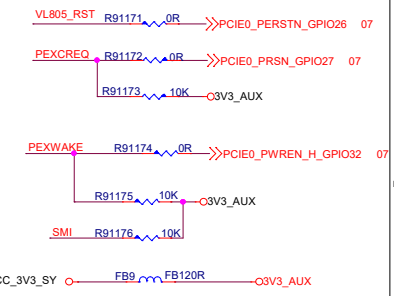 VL805_RST R91171 0R PCIE0_PERSTN_GPIO26 07
PEXCREQ R91172 0R PCIE0_PRSN_GPIO27 07
R91173 10K 3V3_AUX
PEXWAKE R91174 0R PCIE0_PWREN_H_GPIO32 07
R91175 10K 3V3_AUX
SMI R91176 10K
CC_3V3_SY FB9 FB120R 3V3_AUX